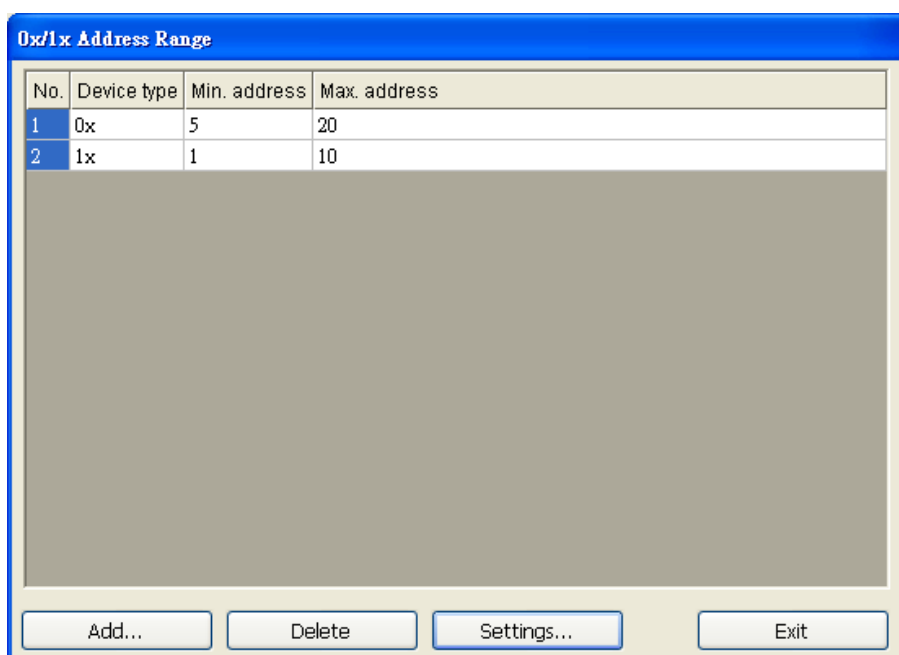 0x/1x Address Range
No. Device type Min. address Max. address
1 0x 5 20
2 1x 1 10
Add... Delete Settings... Exit